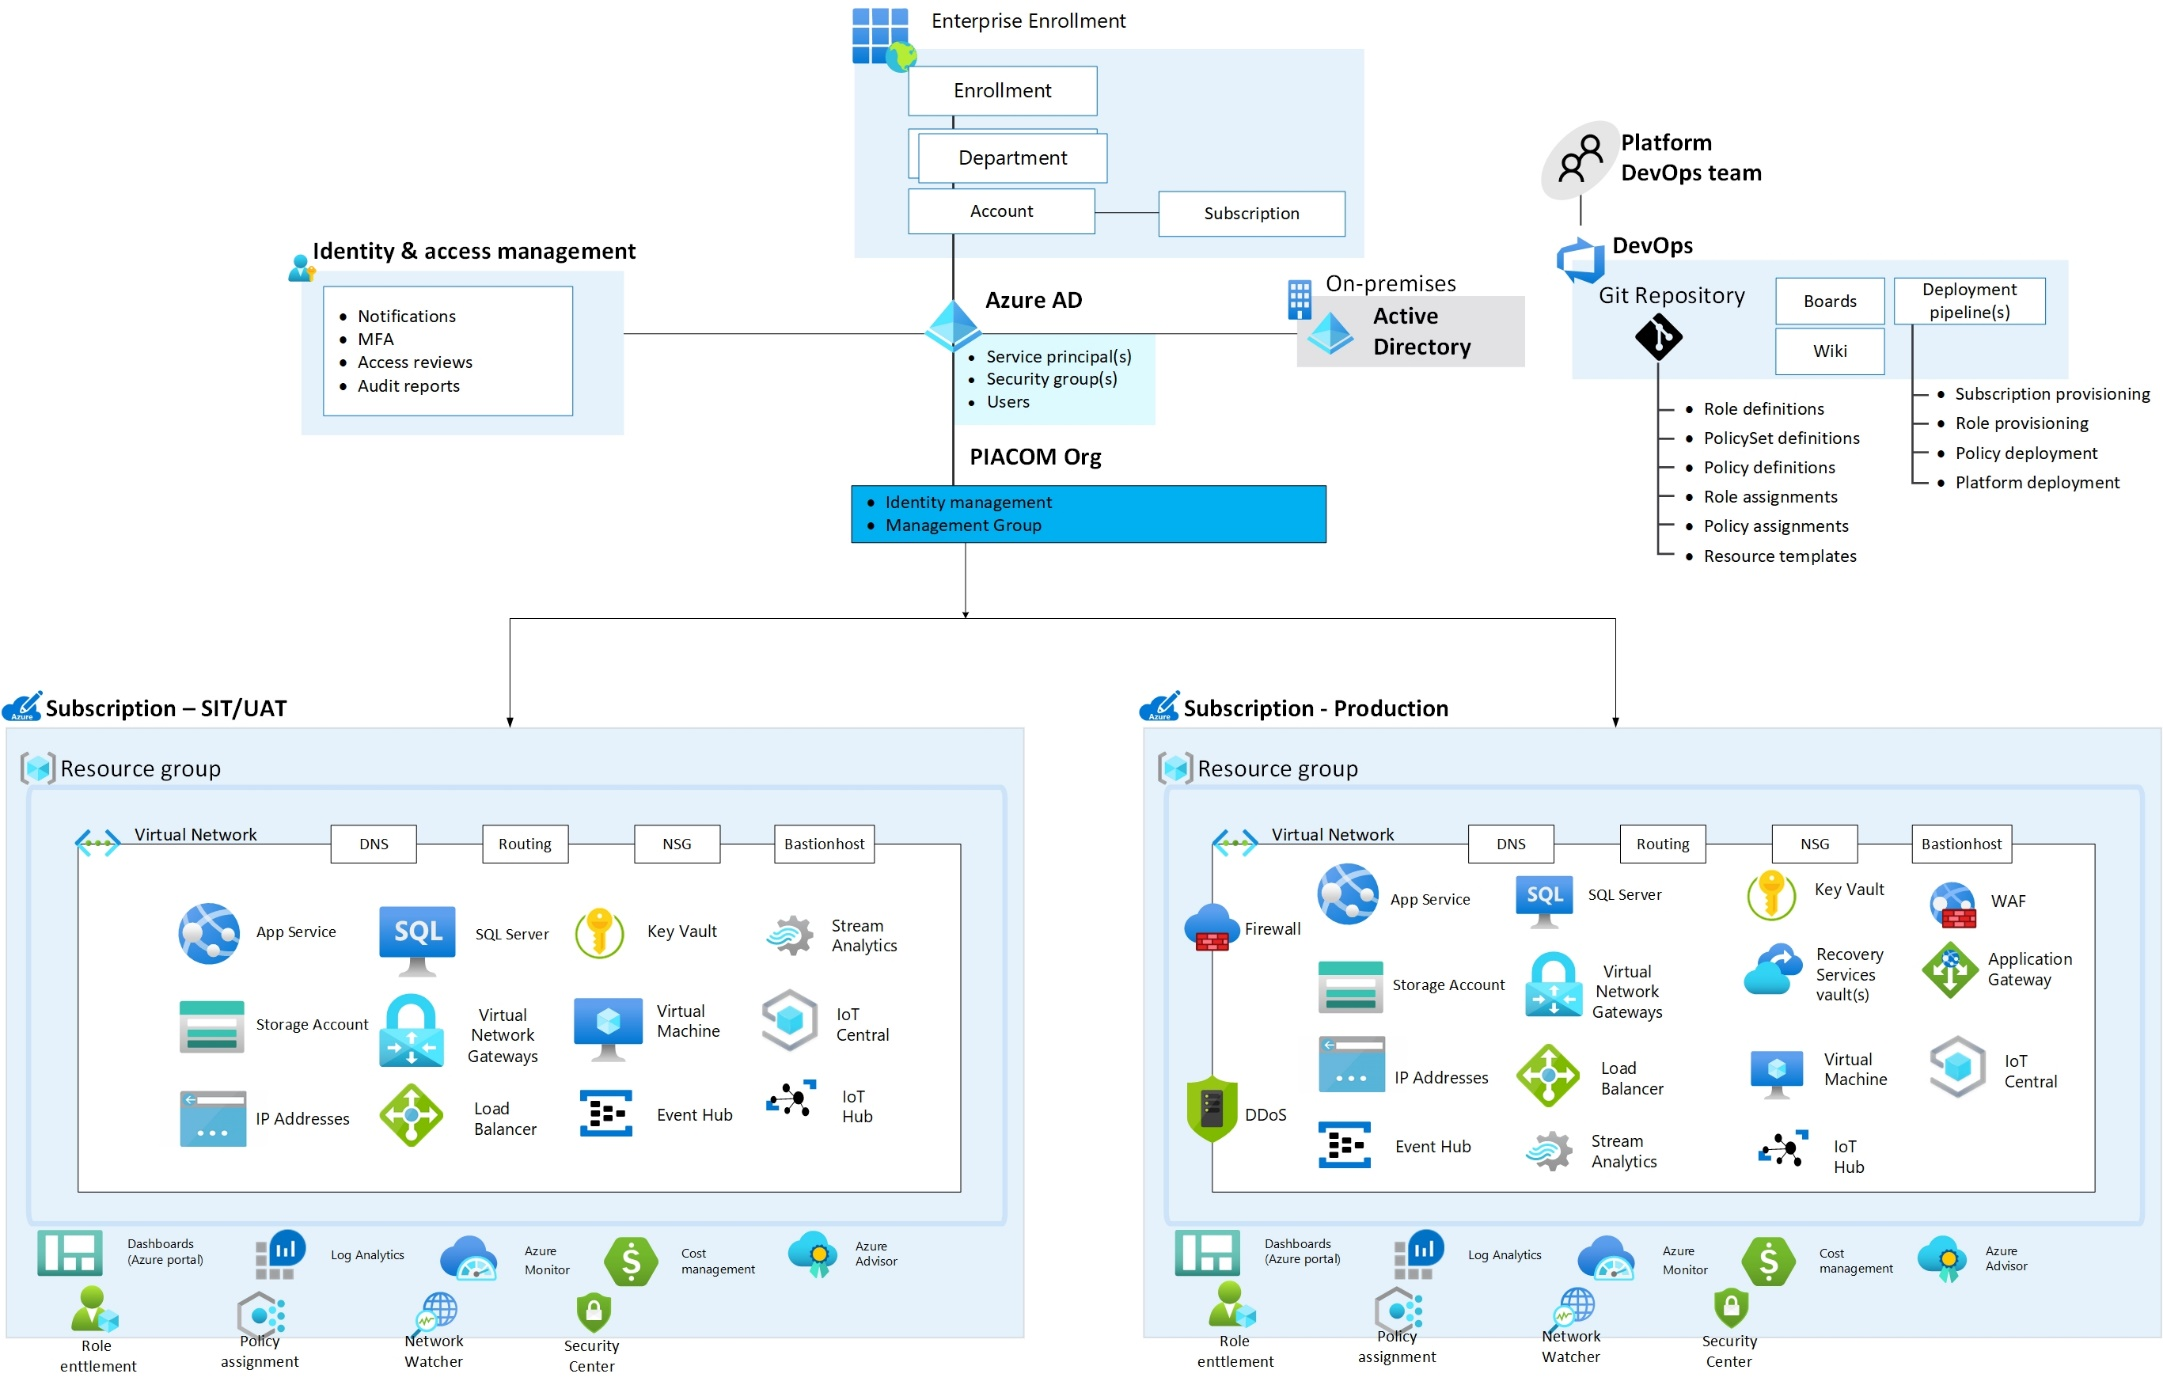 Enterprise Enrollment
Enrollment
Department
Account
Subscription
Platform
DevOps team
Identity & access management
• Notifications
• MFA
• Access reviews
• Audit reports
Azure AD
• Service principal(s)
• Security group(s)
• Users
On-premises
Active
Directory
DevOps
Git Repository
Boards
Wiki
Deployment
pipeline(s)
• Role definitions
• PolicySet definitions
• Policy definitions
• Role assignments
• Policy assignments
• Resource templates
• Subscription provisioning
• Role provisioning
• Policy deployment
• Platform deployment
PIACOM Org
• Identity management
• Management Group
Azure
Subscription – SIT/UAT
Resource group
Virtual Network
DNS
Routing
NSG
Bastionhost
App Service
SQL
SQL Server
Key Vault
Stream
Analytics
Storage Account
Virtual
Network
Gateways
Virtual
Machine
IoT
Central
IP Addresses
Load
Balancer
Event Hub
IoT
Hub
Dashboards
(Azure portal)
Log Analytics
Azure
Monitor
Cost
management
Azure
Advisor
Role
enttlement
Policy
assignment
Network
Watcher
Security
Center
Azure
Subscription - Production
Resource group
Virtual Network
DNS
Routing
NSG
Bastionhost
Firewall
DDoS
App Service
SQL
SQL Server
Key Vault
WAF
Storage Account
Virtual
Network
Gateways
Recovery
Services
vault(s)
Application
Gateway
IP Addresses
Load
Balancer
Virtual
Machine
IoT
Central
Event Hub
Stream
Analytics
IoT
Hub
Dashboards
(Azure portal)
Log Analytics
Azure
Monitor
Cost
management
Azure
Advisor
Role
enttlement
Policy
assignment
Network
Watcher
Security
Center